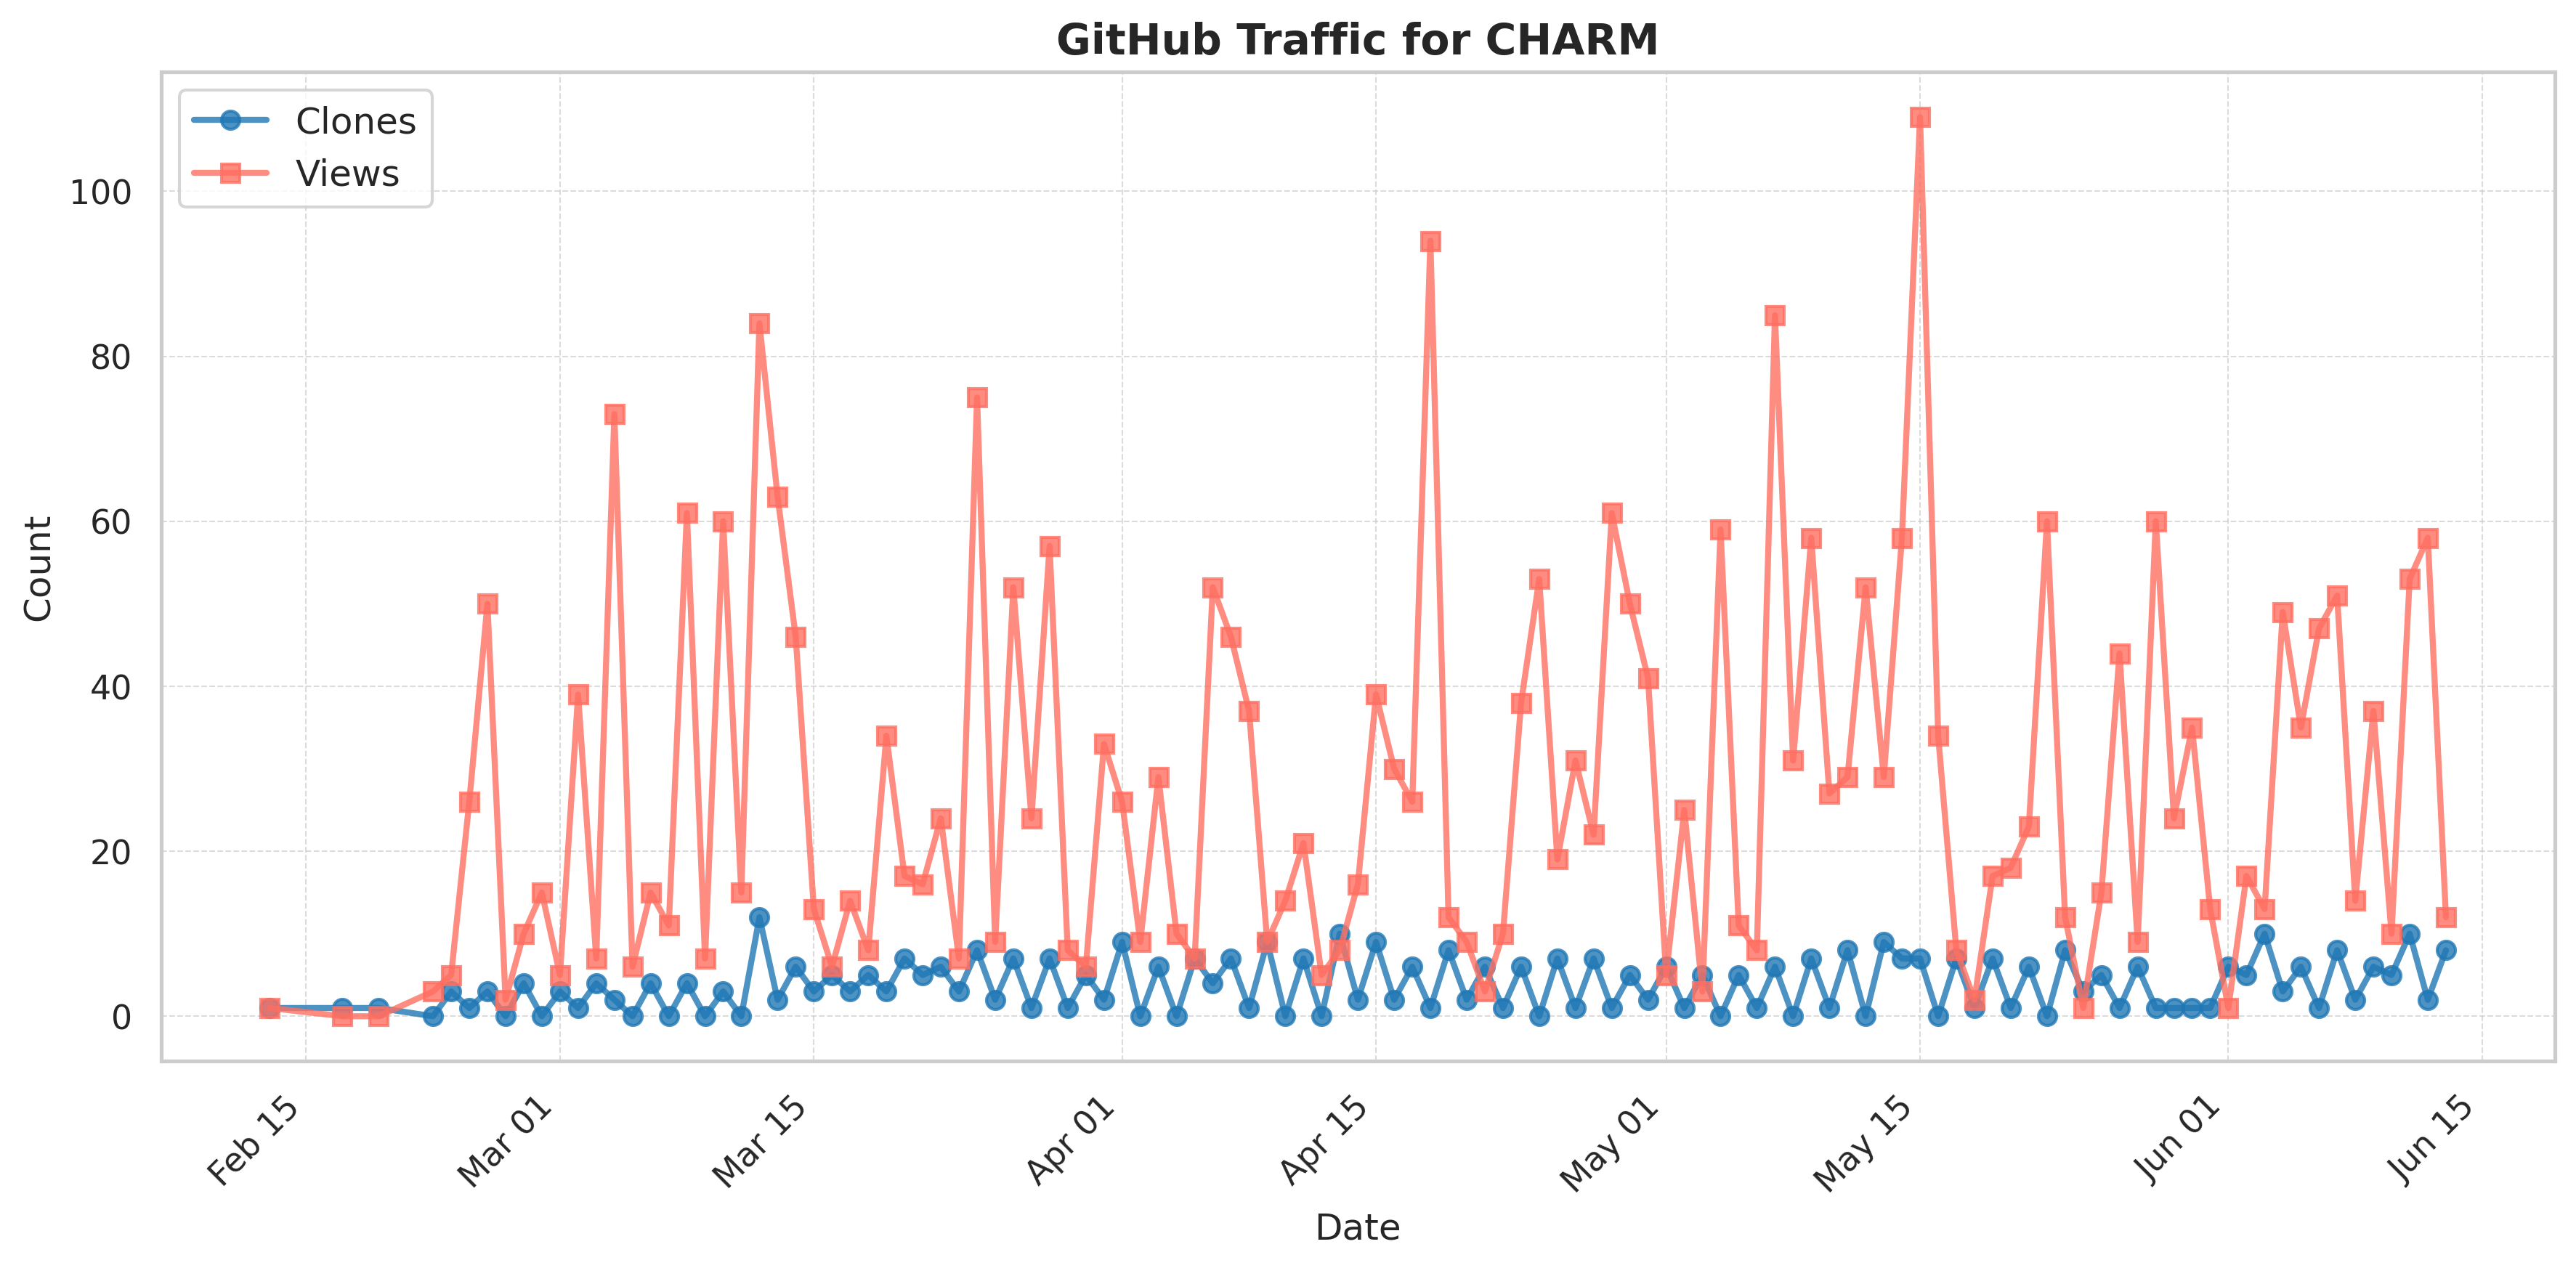 GitHub Traffic for CHARM
Clones
Views
Count
100
80
60
40
20
0
Feb 15
Mar 01
Mar 15
Apr 01
Apr 15
May 01
May 15
Jun 01
Jun 15
Date